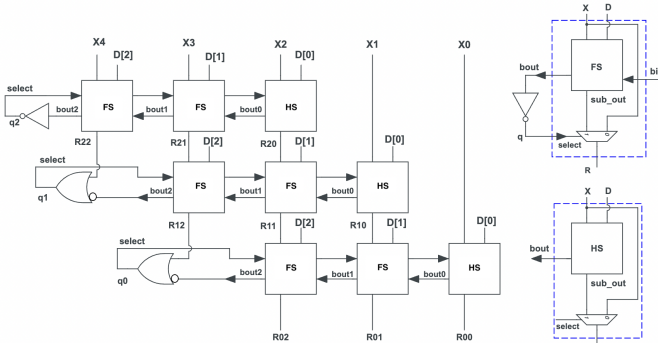 X4 X3 X2 X1 X0
D[2] D[1] D[0]
select
FS FS HS
bout2 bout1 bout0
q2
R22 R21 R20
D[2] D[1] D[0]
select
FS FS HS
bout2 bout1 bout0
q1
R12 R11 R10
D[2] D[1] D[0]
select
FS FS HS
bout2 bout1 bout0
q0
R02 R01 R00
X D
bout
FS
bi
sub_out
q
select
R
X D
bout
HS
sub_out
select